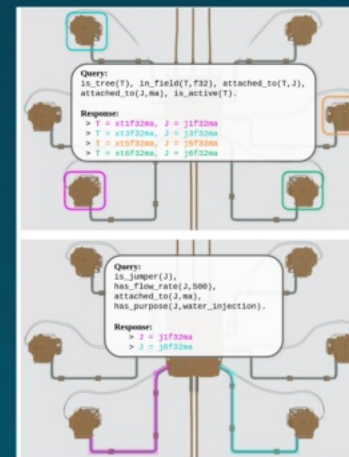 Query:
is_tree(T), in_field(T,f32), attached_to(T,J),
attached_to(J,ma), is_active(T).
Response:
> T = xt1f32ma, J = j1f32ma
> T = xt3f32ma, J = j3f32ma
> T = xt5f32ma, J = j5f32ma
> T = xt6f32ma, J = j6f32ma
Query:
is_jumper(J),
has_flow_rate(J,500),
attached_to(J,ma),
has_purpose(J,water_injection).
Response:
> J = j1f32ma
> J = j6f32ma